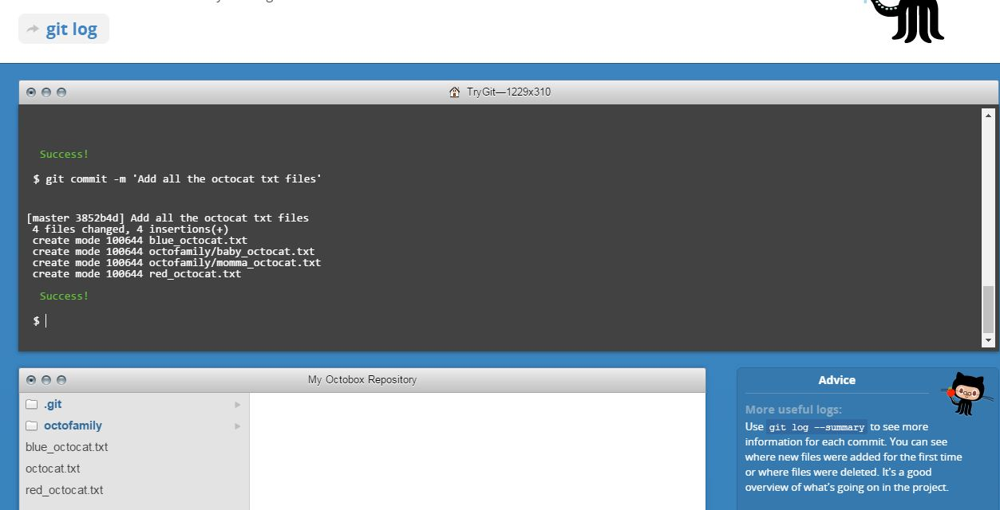 git log
TryGit—1229x310
Success!
$ git commit -m 'Add all the octocat txt files'
[master 3852b4d] Add all the octocat txt files
4 files changed, 4 insertions(+)
create mode 100644 blue_octocat.txt
create mode 100644 octofamily/baby_octocat.txt
create mode 100644 octofamily/momma_octocat.txt
create mode 100644 red_octocat.txt
Success!
$
My Octobox Repository
.git
octofamily
blue_octocat.txt
octocat.txt
red_octocat.txt
Advice
More useful logs:
Use git log --summary to see more
information for each commit. You can see
where new files were added for the first time
or where files were deleted. It's a good
overview of what's going on in the project.